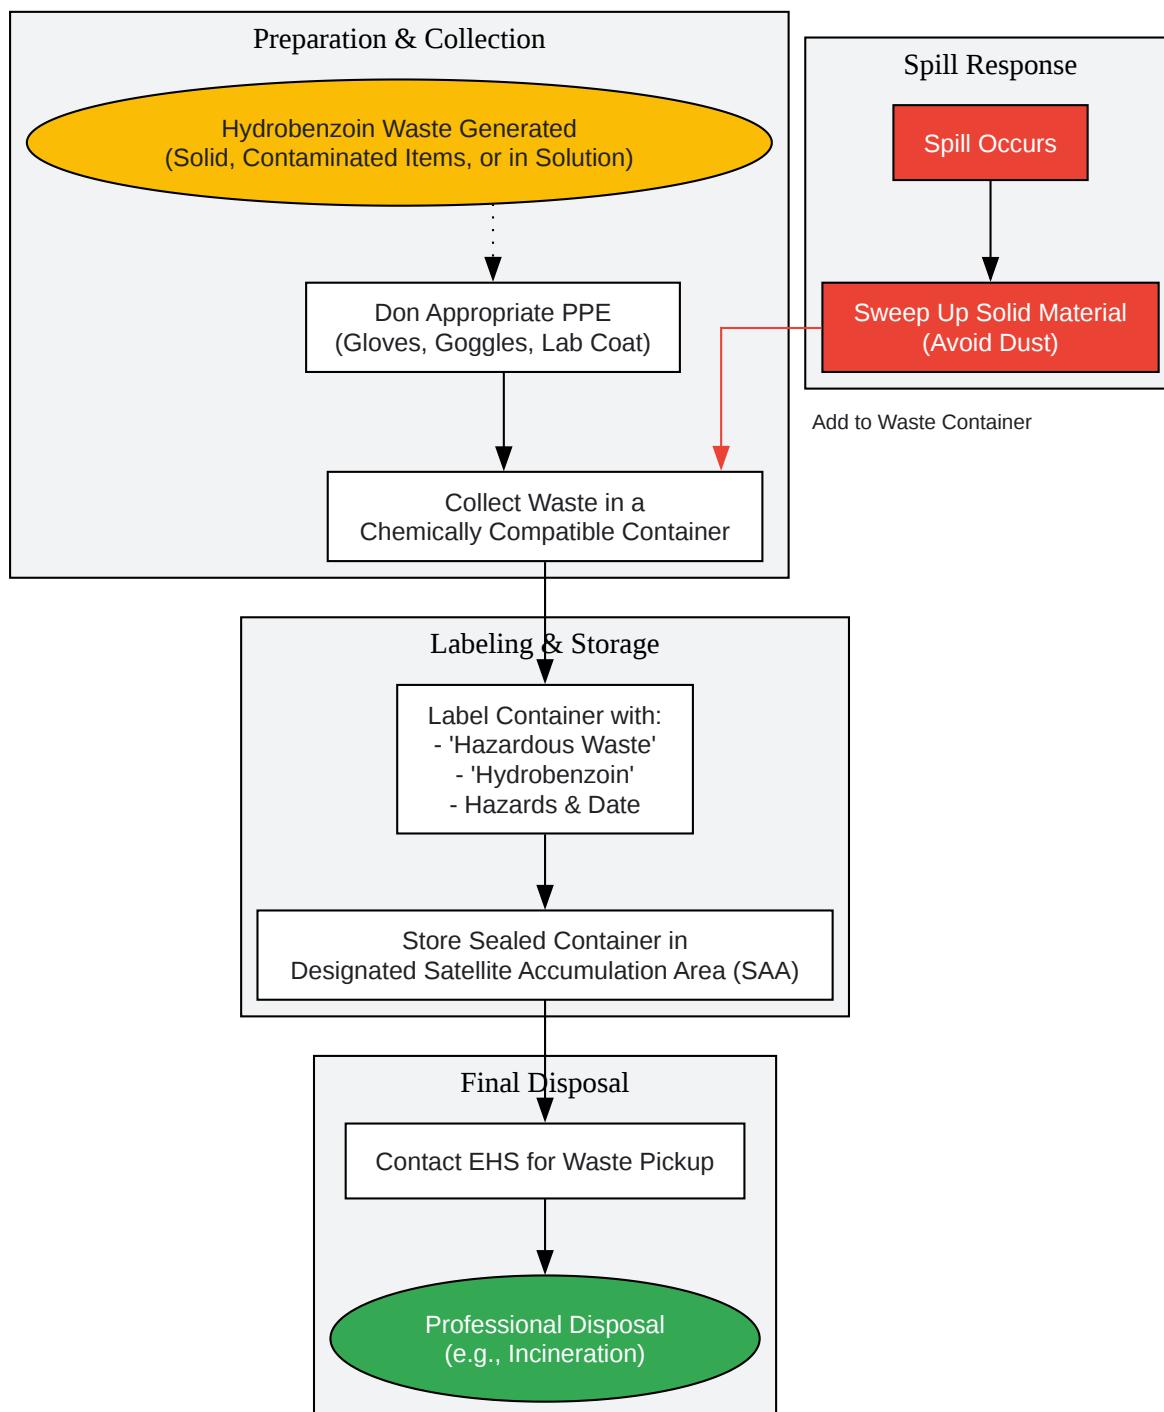 Preparation & Collection
Hydrobenzoin Waste Generated
(Solid, Contaminated Items, or in Solution)
Don Appropriate PPE
(Gloves, Goggles, Lab Coat)
Collect Waste in a
Chemically Compatible Container
Spill Response
Spill Occurs
Sweep Up Solid Material
(Avoid Dust)
Add to Waste Container
Labeling & Storage
Label Container with:
- 'Hazardous Waste'
- 'Hydrobenzoin'
- Hazards & Date
Store Sealed Container in
Designated Satellite Accumulation Area (SAA)
Final Disposal
Contact EHS for Waste Pickup
Professional Disposal
(e.g., Incineration)